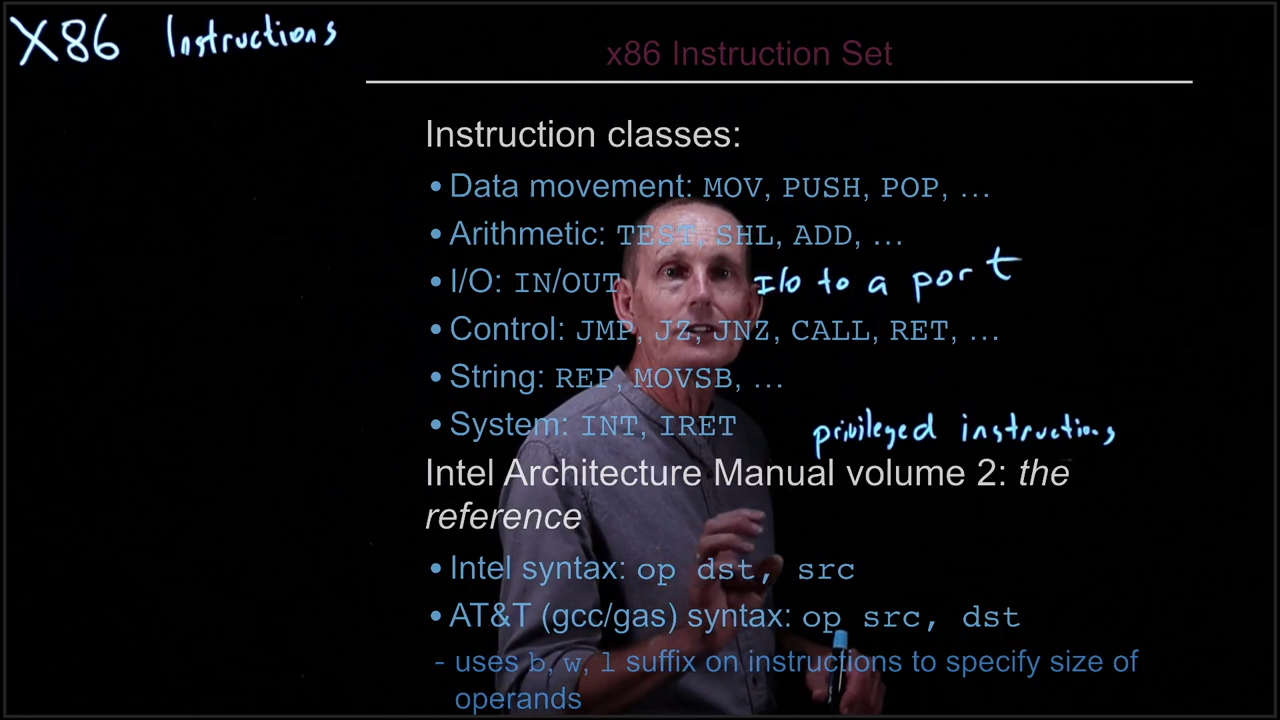 X86 Instructions
x86 Instruction Set
Instruction classes:
• Data movement: MOV, PUSH, POP, ...
• Arithmetic: TEST, SHL, ADD, ...
• I/O: IN/OUT I/O to a port
• Control: JMP, JZ, JNZ, CALL, RET, ...
• String: REP, MOVSB, ...
• System: INT, IRET privileged instructions
Intel Architecture Manual volume 2: the
reference
• Intel syntax: op dst, src
• AT&T (gcc/gas) syntax: op src, dst
- uses b, w, l suffix on instructions to specify size of
operands